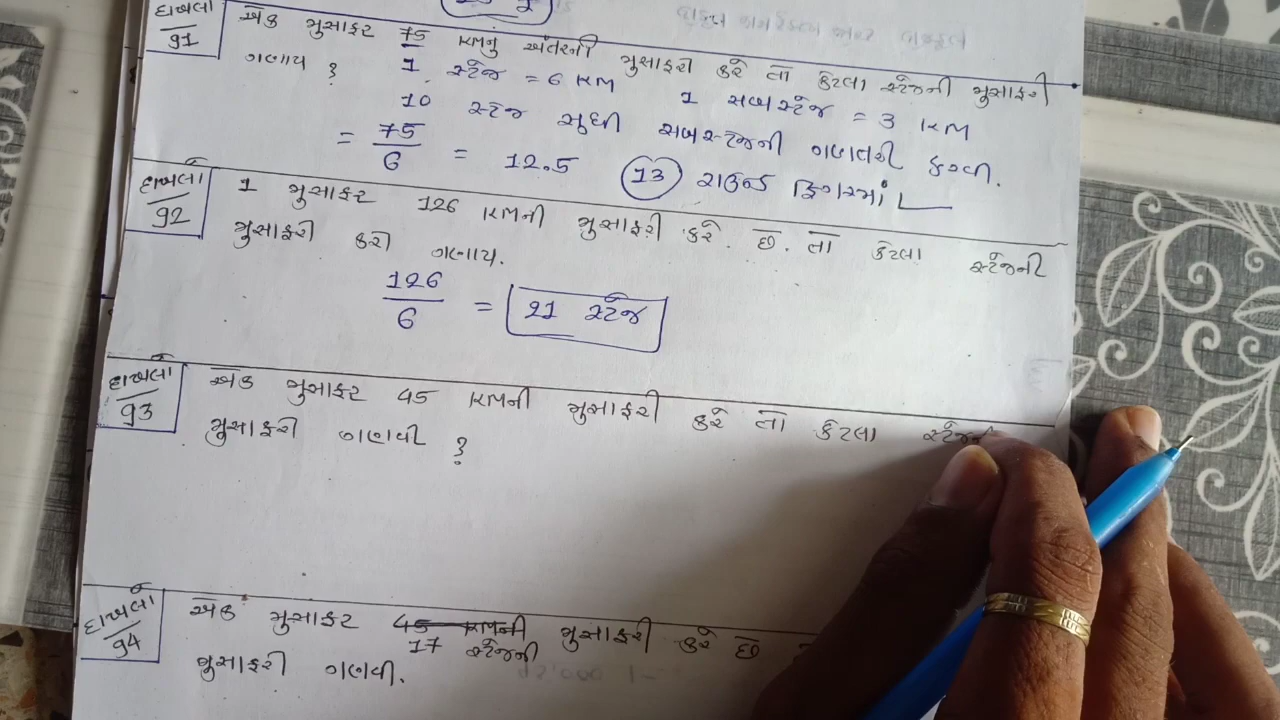 દાખલો 91 એક મુસાફર 75 KMનુ અંતરની મુસાફરી કરે તો કેટલા સ્ટેજની મુસાફરી
ગણાય ? 1 સ્ટેજ = 6 KM 1 સબસ્ટેજ = 3 KM
10 સ્ટેજ સુધી સબસ્ટેજની ગણતરી કરવી.
= 75/6 = 12.5 13 રાઉન્ડ ફિગરમાં
દાખલો 92 1 મુસાફર 126 KMની મુસાફરી કરે છે. તો કેટલા સ્ટેજની
મુસાફરી કરી ગણાય.
126/6 = 21 સ્ટેજ
દાખલો 93 એક મુસાફર 45 KMની મુસાફરી કરે તો કેટલા સ્ટેજની
મુસાફરી ગણવી ?
દાખલો 94 એક મુસાફર 45 KMની મુસાફરી કરે છે
17 સ્ટેજની
મુસાફરી ગણવી.